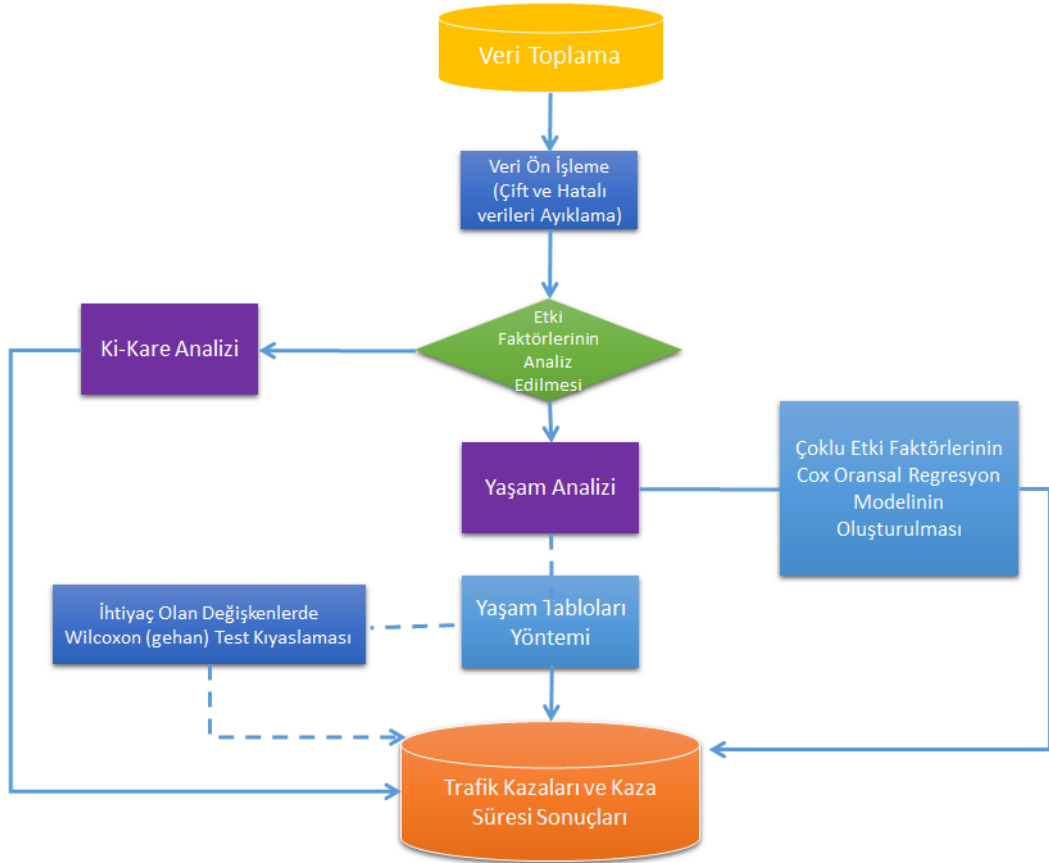 Veri Toplama
Veri Ön İşleme
(Çift ve Hatalı
verileri Ayıklama)
Etki
Faktörlerinin
Analiz
Edilmesi
Ki-Kare Analizi
Yaşam Analizi
Çoklu Etki Faktörlerinin
Cox Oransal Regresyon
Modelinin
Oluşturulması
Yaşam Tabloları
Yöntemi
İhtiyaç Olan Değişkenlerde
Wilcoxon (gehan) Test Kıyaslaması
Trafik Kazaları ve Kaza
Süresi Sonuçları